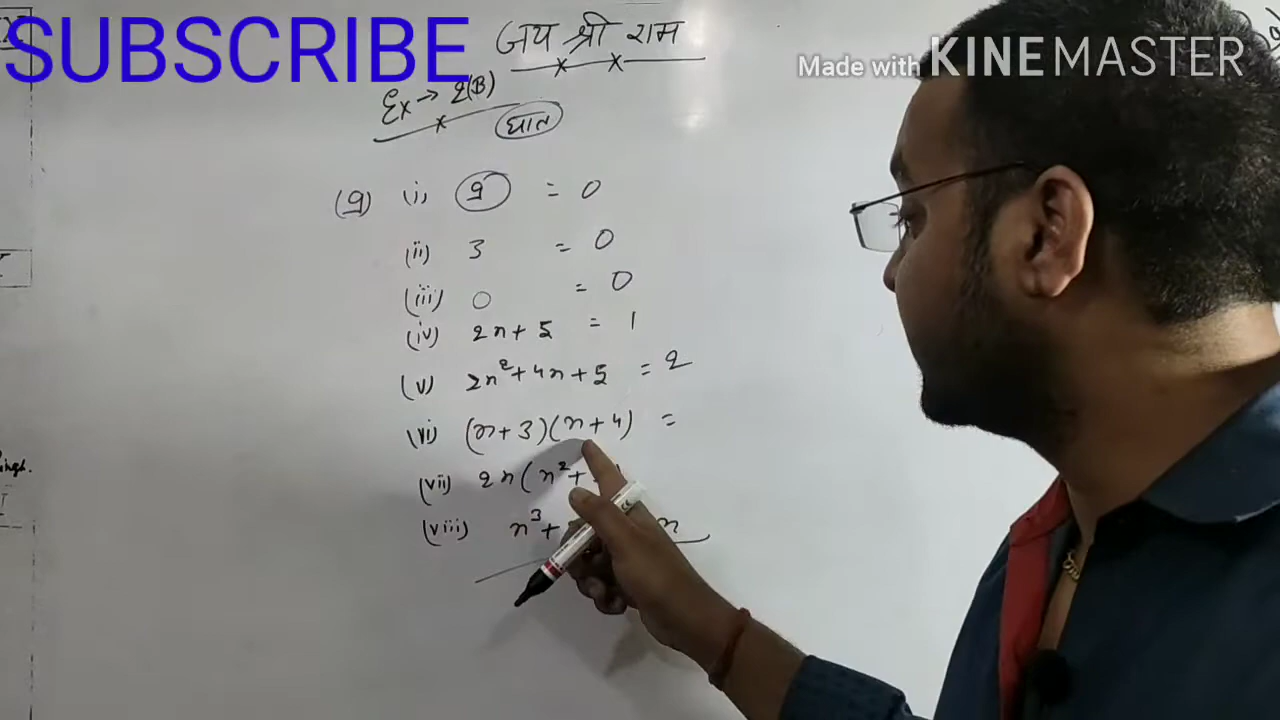 SUBSCRIBE
जय श्री राम
Made with KINEMASTER
Ex → 2(B)
घात
(9) (i) 9 = 0
(ii) 3 = 0
(iii) 0 = 0
(iv) 2x + 5 = 1
(v) 2x² + 4x + 5 = 2
(vi) (x + 3)(x + 4) =
(vii) 2x(x² +
(viii) x³ + x